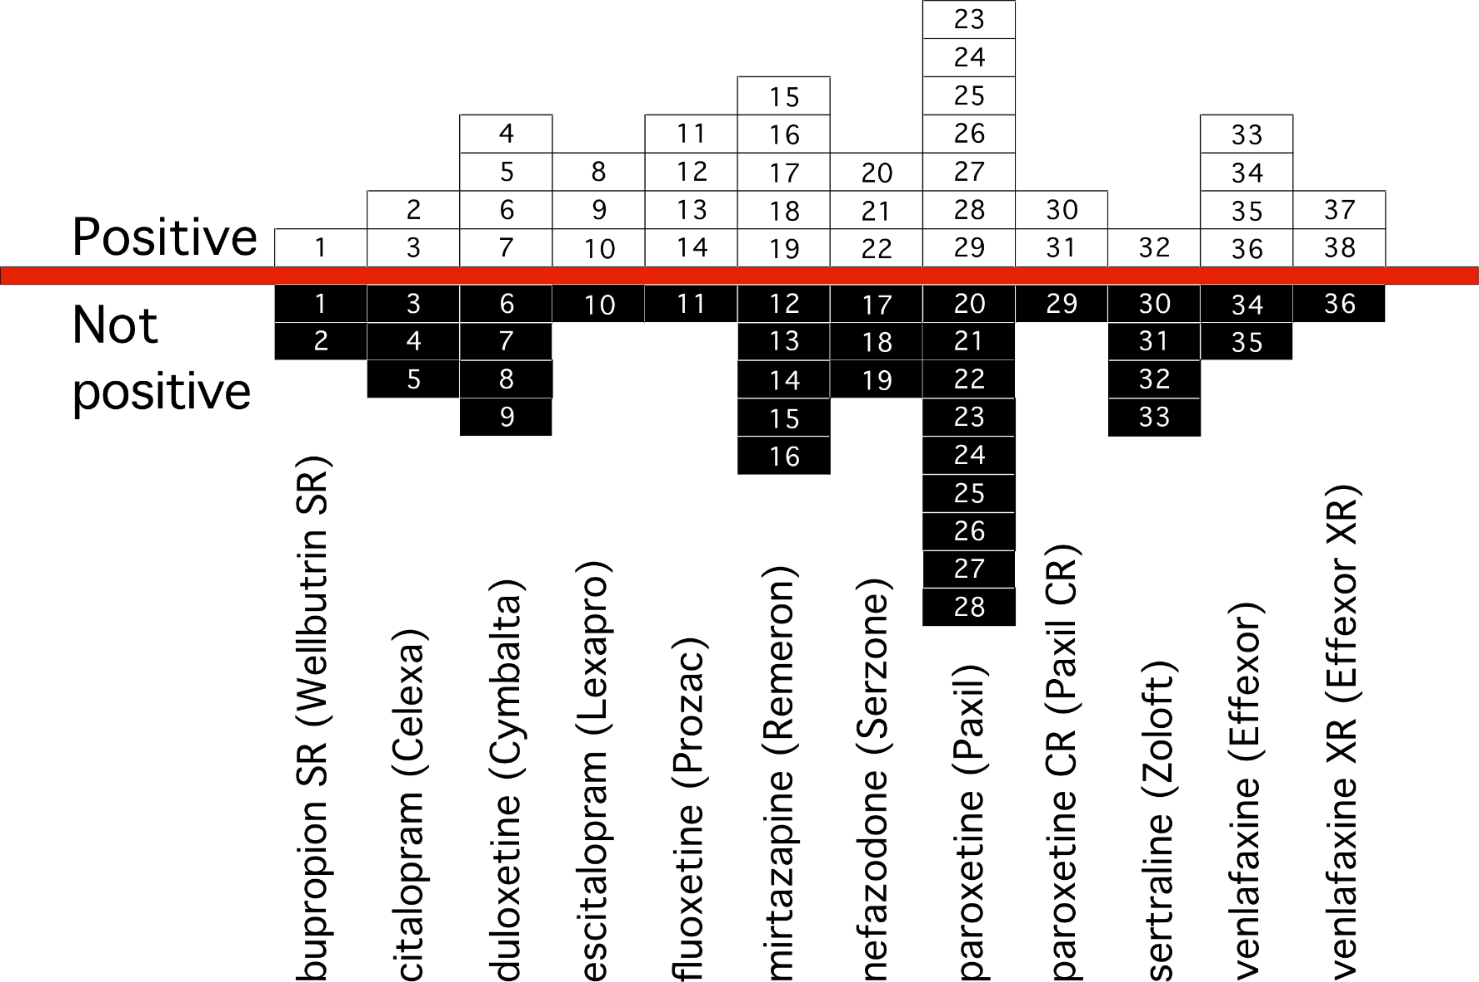 23
24
15 25
4 11 16 26 33
5 8 12 17 20 27 34
2 6 9 13 18 21 28 30 35 37
Positive 1 3 7 10 14 19 22 29 31 32 36 38
Not 1 3 6 10 11 12 17 20 29 30 34 36
2 4 7 13 18 21 31 35
positive 5 8 14 19 22 32
9 15 23 33
16 24
25
26
27
28
bupropion SR (Wellbutrin SR)
citalopram (Celexa)
duloxetine (Cymbalta)
escitalopram (Lexapro)
fluoxetine (Prozac)
mirtazapine (Remeron)
nefazodone (Serzone)
paroxetine (Paxil)
paroxetine CR (Paxil CR)
sertraline (Zoloft)
venlafaxine (Effexor)
venlafaxine XR (Effexor XR)